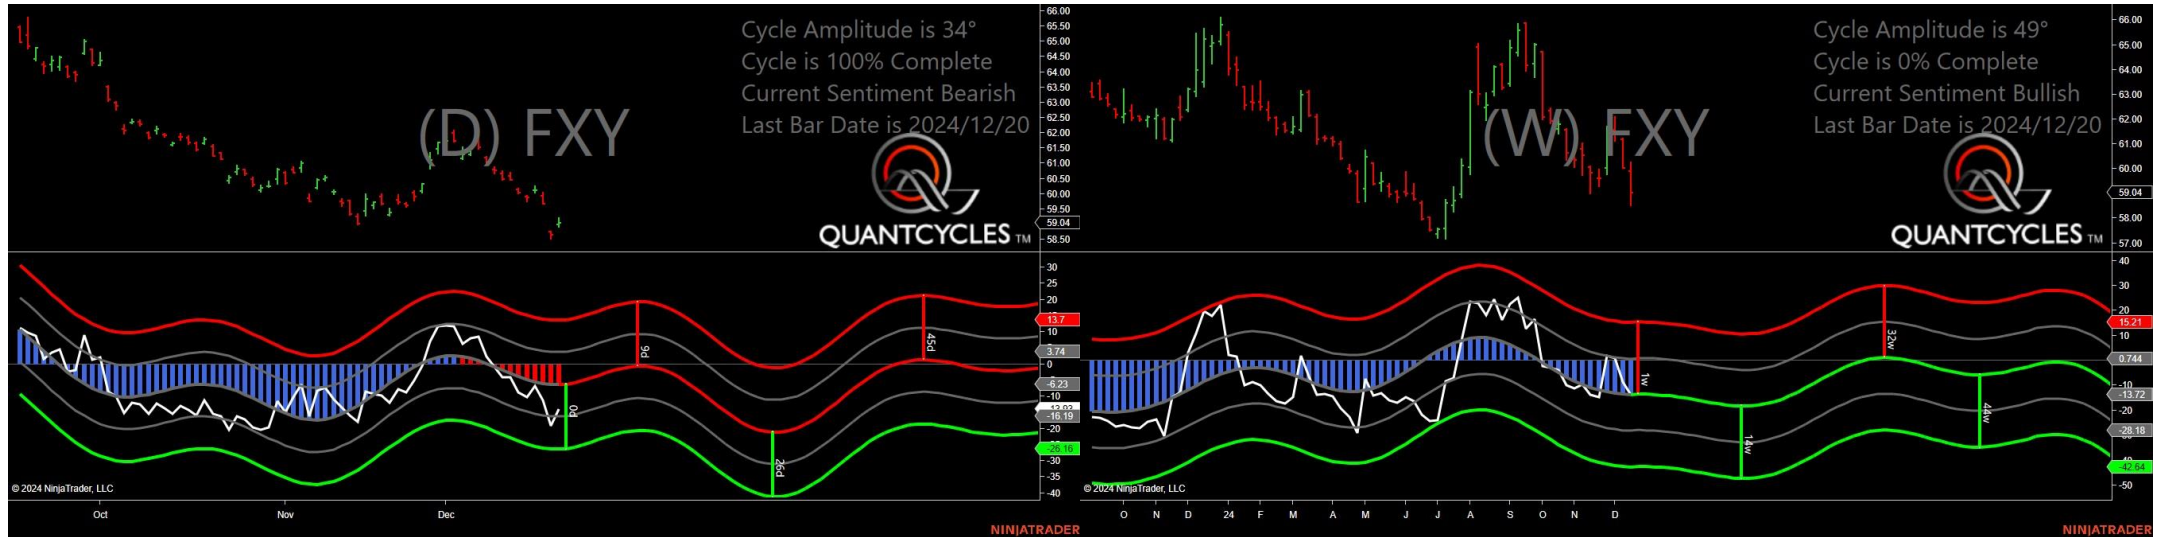 Cycle Amplitude is 34°
Cycle is 100% Complete
Current Sentiment Bearish
Last Bar Date is 2024/12/20
(D) FXY
QUANTCYCLES TM
66.00
65.50
65.00
64.50
64.00
63.50
63.00
62.50
62.00
61.50
61.00
60.50
60.00
59.50
59.04
58.50
30
25
20
13.7
10
3.74
0
-6.23
-10
-16.19
-20
-26.16
-30
-35
-40
0d
9d
26d
45d
© 2024 NinjaTrader, LLC
Oct
Nov
Dec
NINJATRADER
Cycle Amplitude is 49°
Cycle is 0% Complete
Current Sentiment Bullish
Last Bar Date is 2024/12/20
(W) FXY
QUANTCYCLES TM
66.00
65.00
64.00
63.00
62.00
61.00
60.00
59.04
58.00
57.00
40
30
20
15.21
10
0.744
-10
-13.72
-20
-28.18
-42.64
-50
1w
14w
32w
44w
© 2024 NinjaTrader, LLC
O N D 24 F M A M J J A S O N D
NINJATRADER